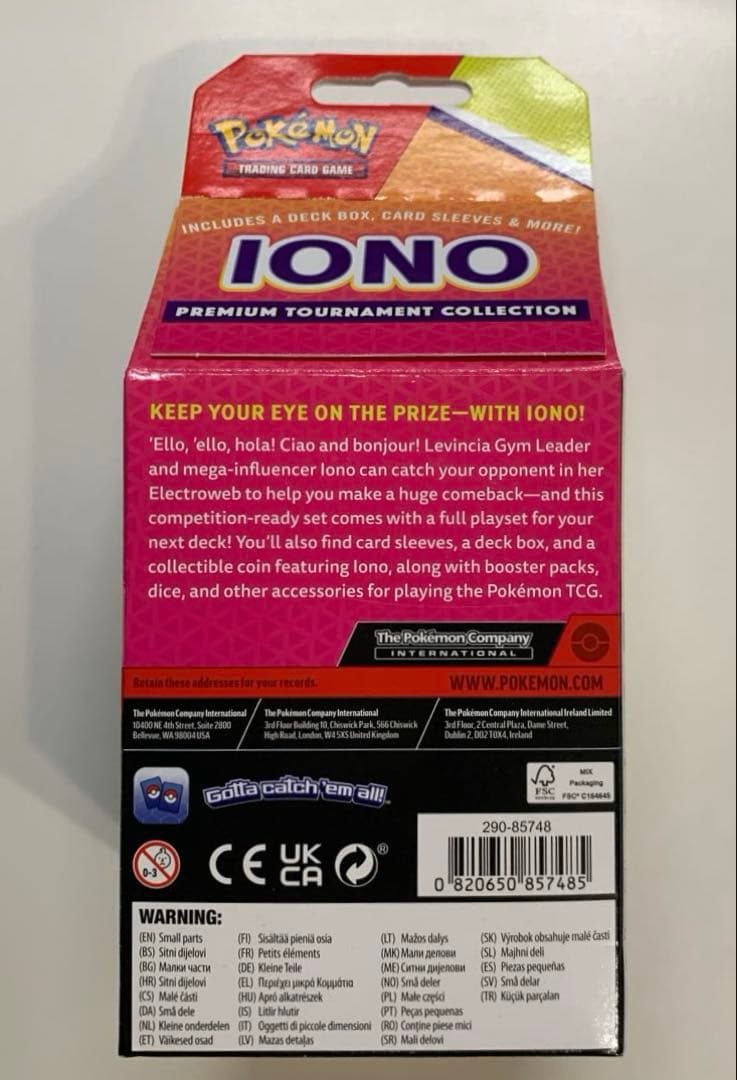 Pokémon
TRADING CARD GAME
INCLUDES A DECK BOX, CARD SLEEVES & MORE!
IONO
PREMIUM TOURNAMENT COLLECTION
KEEP YOUR EYE ON THE PRIZE—WITH IONO!
'Ello, 'ello, hola! Ciao and bonjour! Levincia Gym Leader
and mega-influencer Iono can catch your opponent in her
Electroweb to help you make a huge comeback—and this
competition-ready set comes with a full playset for your
next deck! You'll also find card sleeves, a deck box, and a
collectible coin featuring Iono, along with booster packs,
dice, and other accessories for playing the Pokémon TCG.
The Pokémon Company
INTERNATIONAL
Retain these addresses for your records.
WWW.POKEMON.COM
The Pokémon Company International
10400 NE 4th Street, Suite 2800
Bellevue, WA 98004 USA
The Pokémon Company International
3rd Floor Building 10, Chiswick Park, 566 Chiswick
High Road, London, W4 5XS United Kingdom
The Pokémon Company International Ireland Limited
3rd Floor, 2 Central Plaza, Dame Street,
Dublin 2, D02 T0X4, Ireland
Gotta catch 'em all!
FSC
MIX
Packaging
FSC® C164645
0-3
CE
UK
CA
®
290-85748
0 820650 857485
WARNING:
(EN) Small parts
(BS) Sitni dijelovi
(BG) Малки части
(HR) Sitni dijelovi
(CS) Malé části
(DA) Små dele
(NL) Kleine onderdelen
(ET) Väikesed osad
(FI) Sisältää pieniä osia
(FR) Petits éléments
(DE) Kleine Teile
(EL) Περιέχει μικρά Κομμάτια
(HU) Apró alkatrészek
(IS) Litlir hlutir
(IT) Oggetti di piccole dimensioni
(LV) Mazas detaļas
(LT) Mažos dalys
(MK) Мали делови
(ME) Ситни дијелови
(NO) Små deler
(PL) Małe części
(PT) Peças pequenas
(RO) Conține piese mici
(SR) Mali delovi
(SK) Výrobok obsahuje malé časti
(SL) Majhni deli
(ES) Piezas pequeñas
(SV) Små delar
(TR) Küçük parçaları